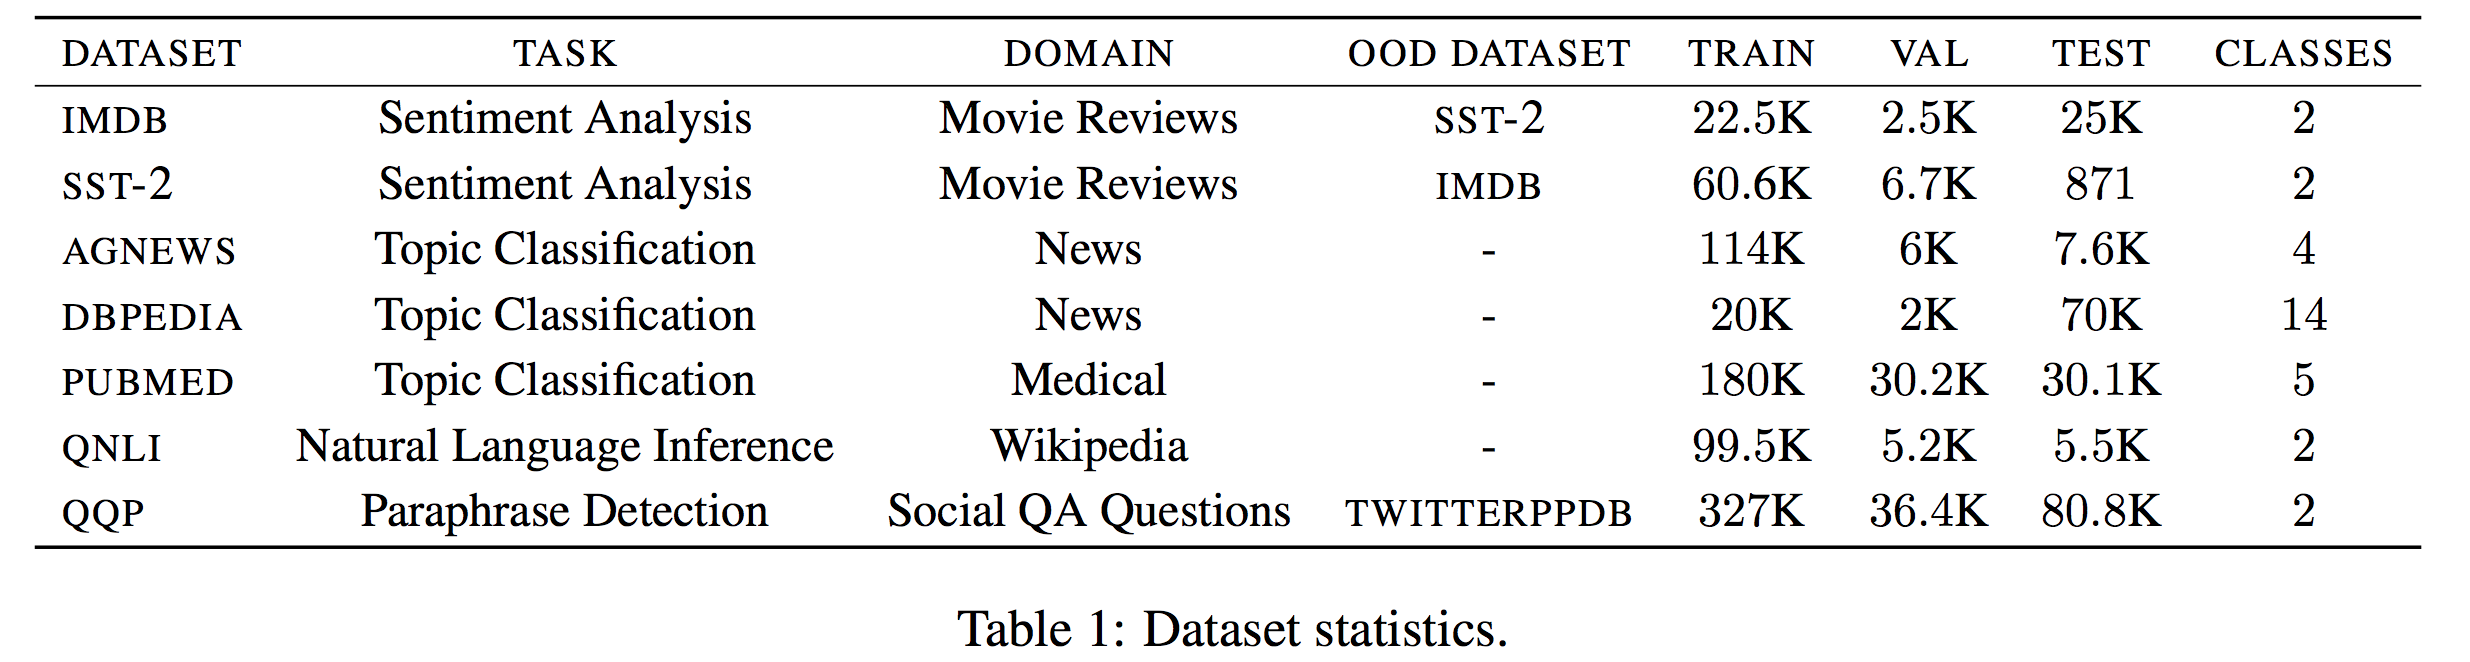 DATASET TASK DOMAIN OOD DATASET TRAIN VAL TEST CLASSES
IMDB Sentiment Analysis Movie Reviews SST-2 22.5K 2.5K 25K 2
SST-2 Sentiment Analysis Movie Reviews IMDB 60.6K 6.7K 871 2
AGNEWS Topic Classification News - 114K 6K 7.6K 4
DBPEDIA Topic Classification News - 20K 2K 70K 14
PUBMED Topic Classification Medical - 180K 30.2K 30.1K 5
QNLI Natural Language Inference Wikipedia - 99.5K 5.2K 5.5K 2
QQP Paraphrase Detection Social QA Questions TWITTERPPDB 327K 36.4K 80.8K 2
Table 1: Dataset statistics.